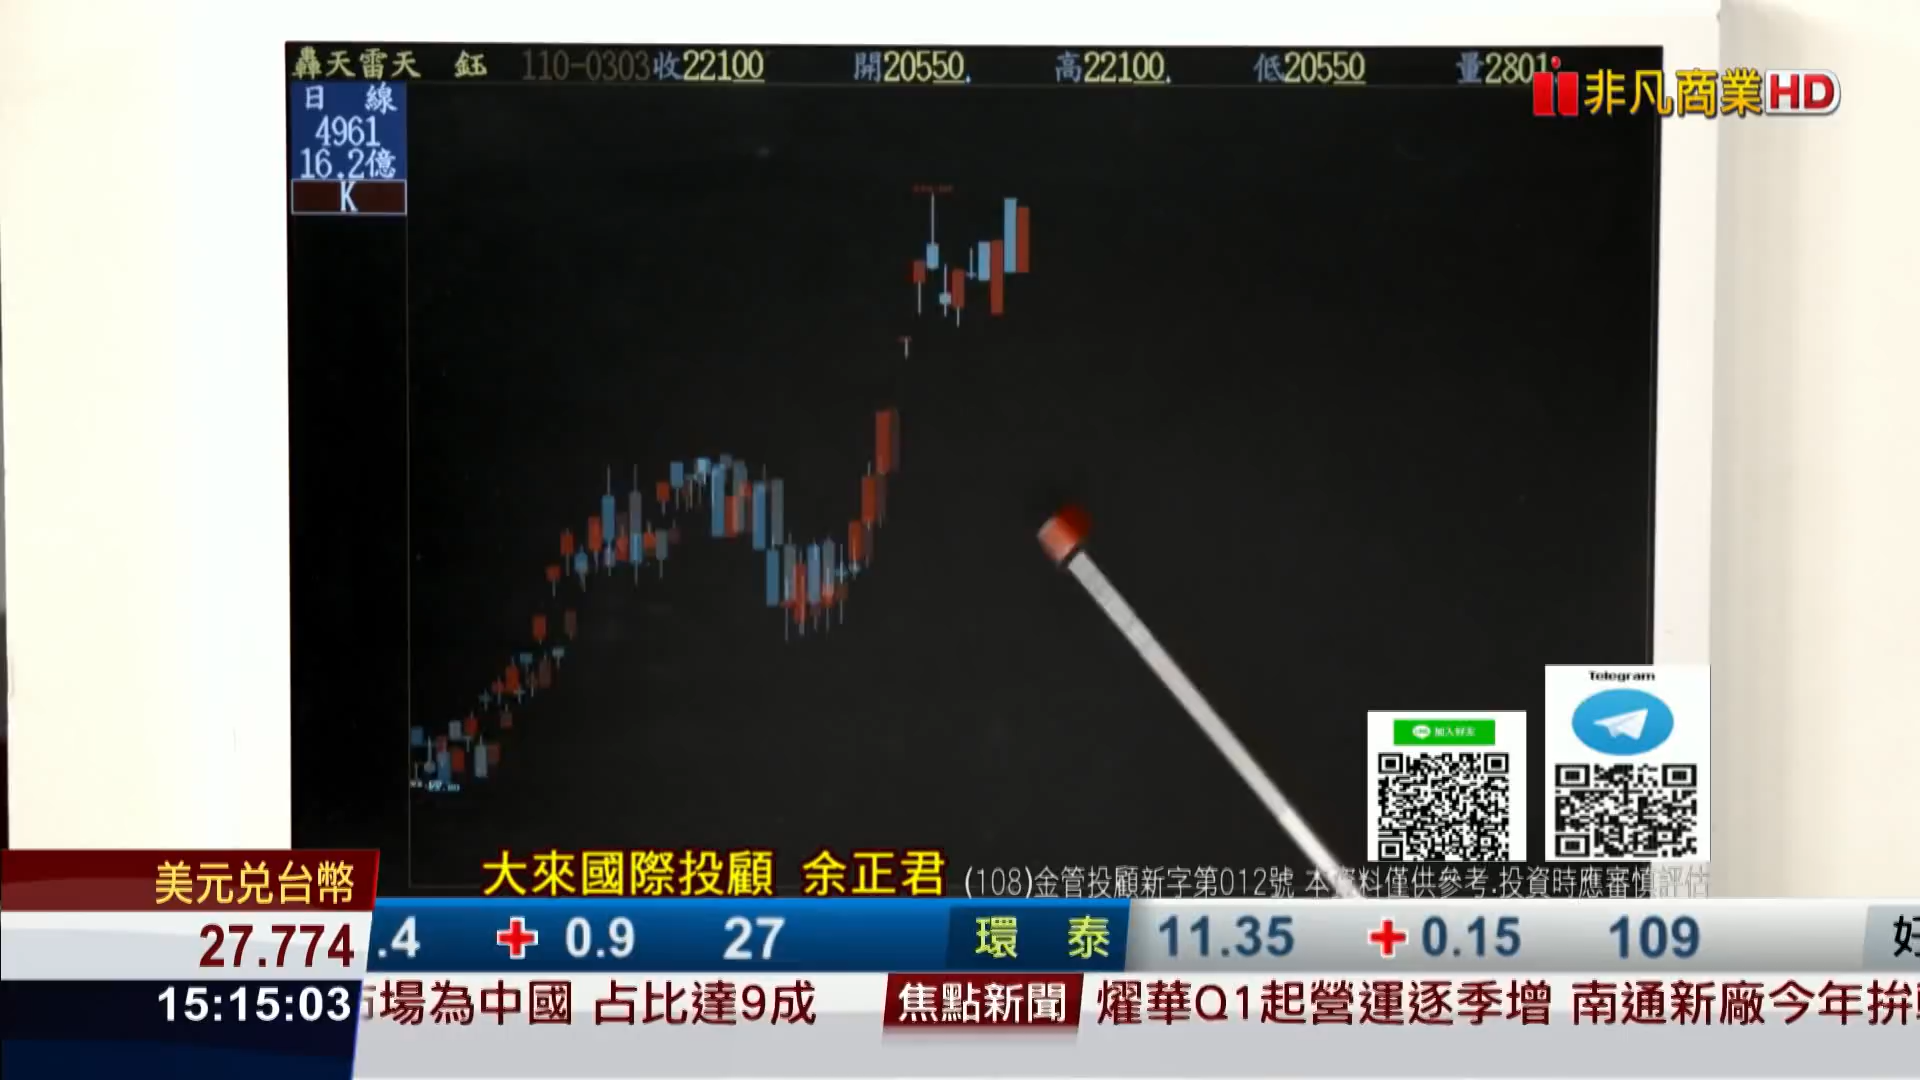 轟天雷天 鈺 110-0303收22100 開20550. 高22100. 低20550 量2801
非凡商業HD
日 線
4961
16.2億
K
Telegram
加入好友
大來國際投顧 余正君 (108)金管投顧新字第012號 本資料僅供參考.投資時應審慎評估
美元兌台幣
27.774
.4 + 0.9 27 環 泰 11.35 + 0.15 109
15:15:03
市場為中國 占比達9成 焦點新聞 燿華Q1起營運逐季增 南通新廠今年拚